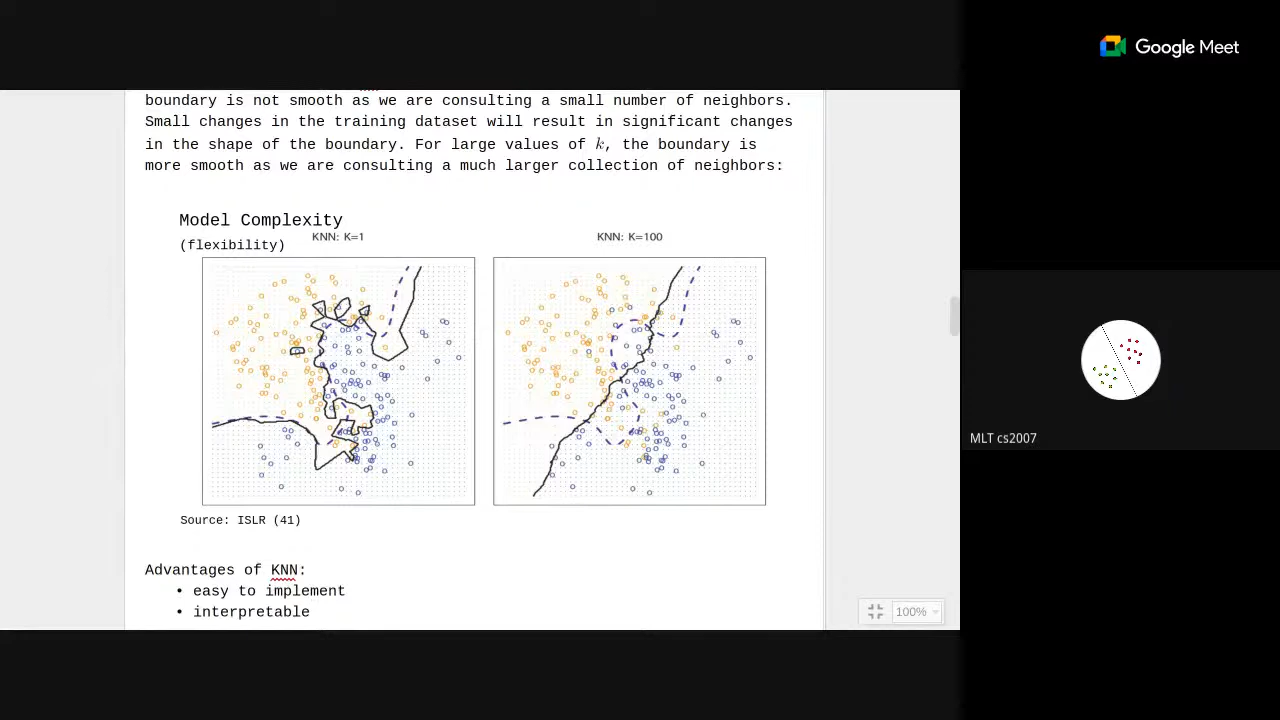 Google Meet
boundary is not smooth as we are consulting a small number of neighbors.
Small changes in the training dataset will result in significant changes
in the shape of the boundary. For large values of k, the boundary is
more smooth as we are consulting a much larger collection of neighbors:
Model Complexity
(flexibility)
KNN: K=1
KNN: K=100
Source: ISLR (41)
Advantages of KNN:
• easy to implement
• interpretable
100%
MLT cs2007